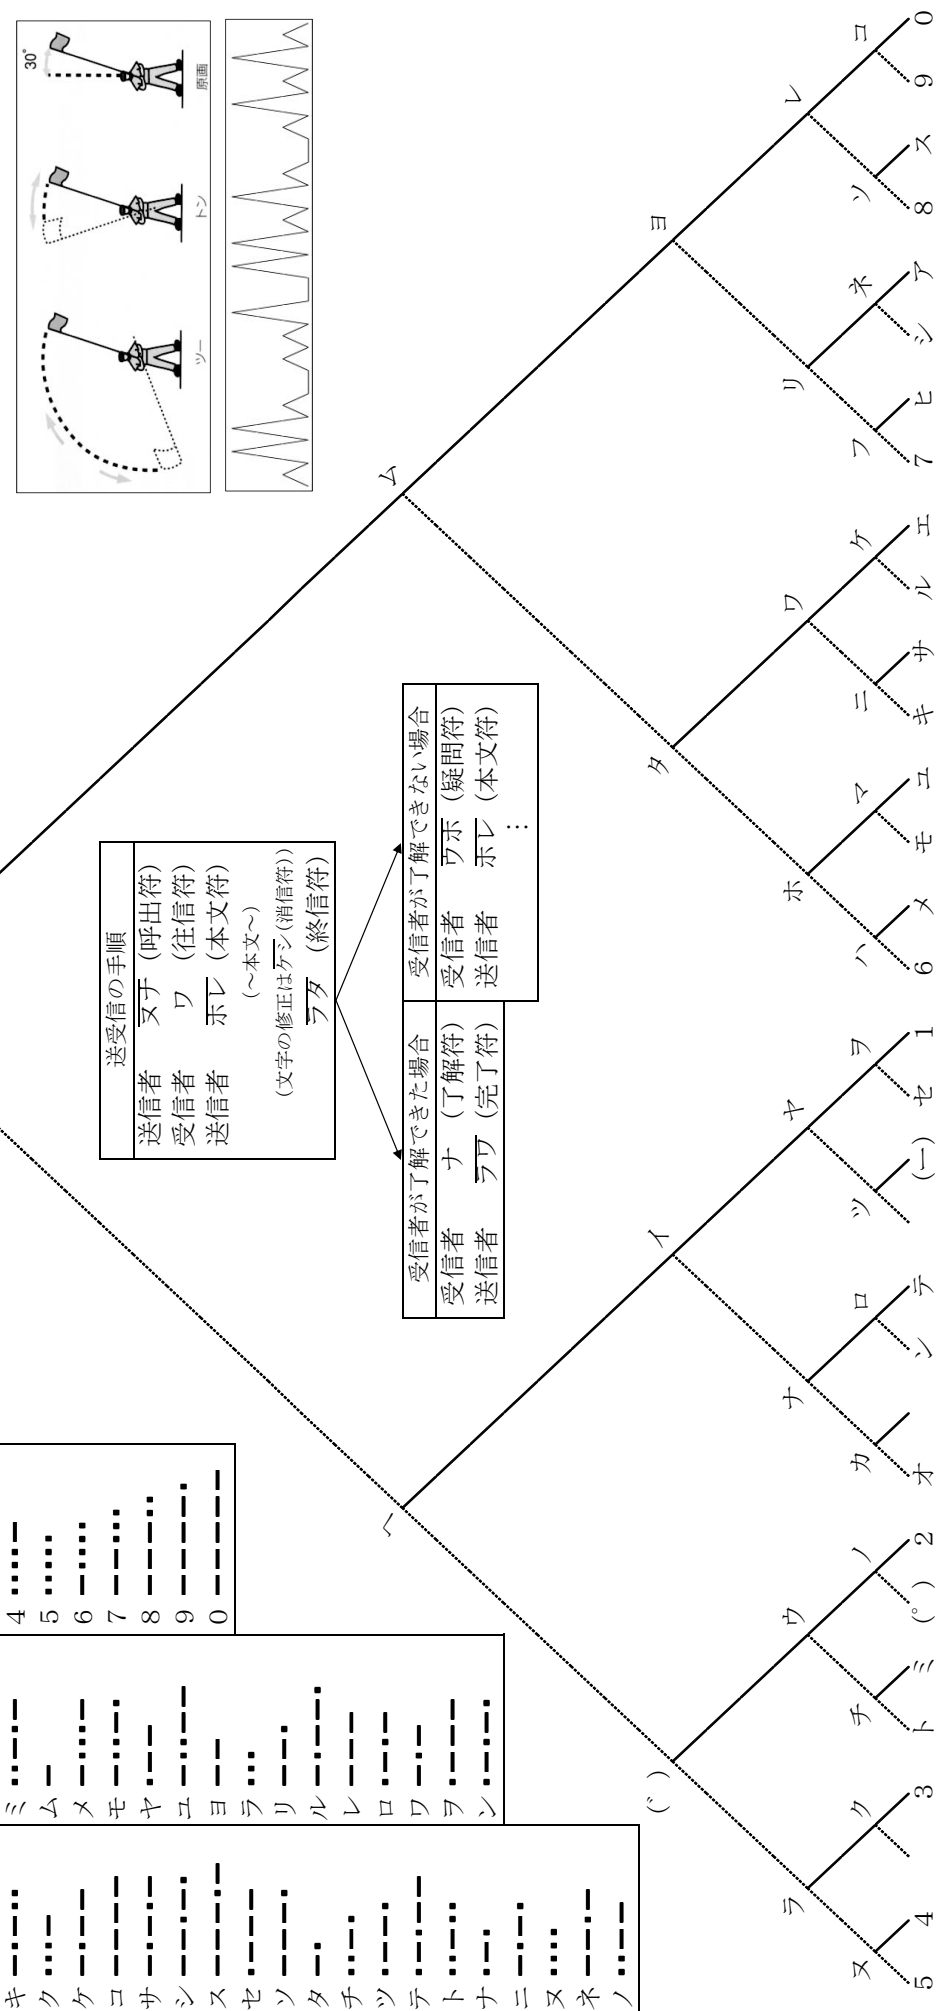 キ
ク
ケ
コ
サ
シ
ス
セ
ソ
タ
チ
ツ
テ
ト
ナ
ニ
ヌ
ネ
ノ
ミ
ム
メ
モ
ヤ
ユ
ヨ
ラ
リ
ル
レ
ロ
ワ
ヲ
ン
4
5
6
7
8
9
0
送受信の手順
送信者 ヌナ (呼出符)
受信者 ワ (往信符)
送信者 ホレ (本文符)
(～本文～)
(文字の修正はケシ(消信符))
ラタ (終信符)
受信者が了解できた場合
受信者 ナ (了解符)
送信者 ラワ (完了符)
受信者が了解できない場合
受信者 ウホ (疑問符)
送信者 ホレ (本文符)
⋮
30°
ツー トン 原画
ヘ ム
(゛) イ タ ヨ
ラ ウ ナ ヤ ホ ワ リ レ
ヌ ク チ ノ カ ロ ツ ヲ ハ マ ニ ケ フ ネ ソ コ
5 4 3 ト ミ (゜) 2 オ ン テ (一) セ 1 6 メ モ ユ キ サ ル エ 7 ヒ シ ア 8 ス 9 0